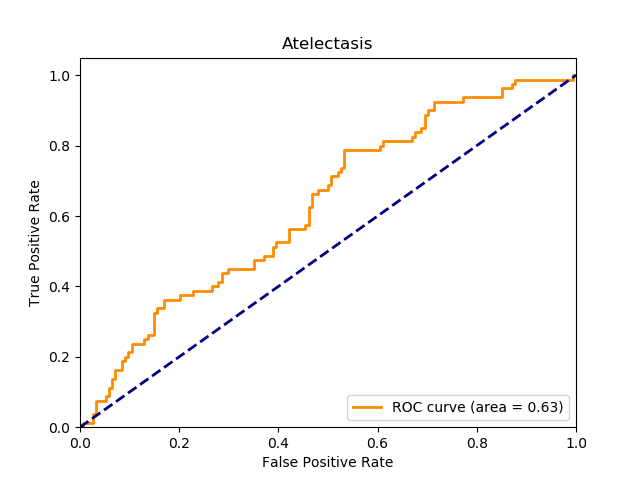 Atelectasis
True Positive Rate
1.0
0.8
0.6
0.4
0.2
0.0
0.0 0.2 0.4 0.6 0.8 1.0
False Positive Rate
ROC curve (area = 0.63)